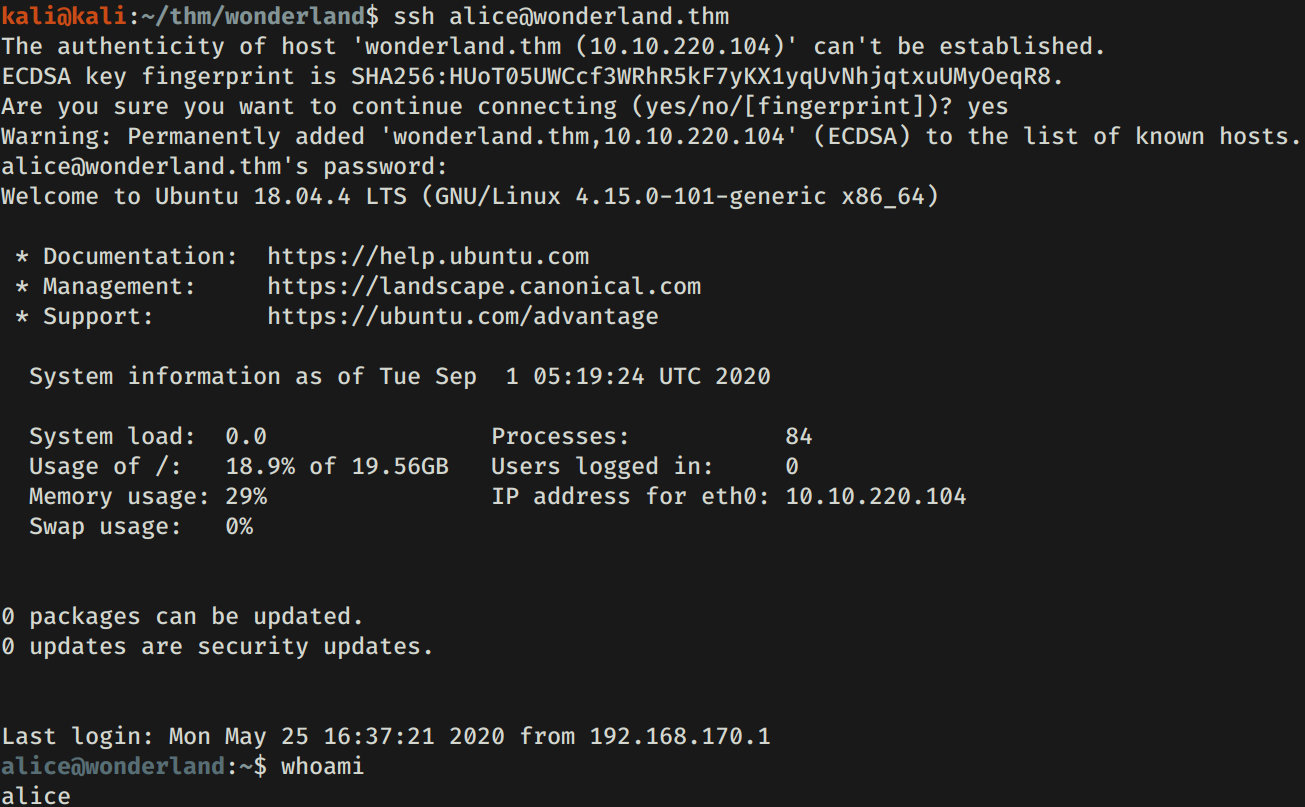 kali@kali:~/thm/wonderland$ ssh alice@wonderland.thm
The authenticity of host 'wonderland.thm (10.10.220.104)' can't be established.
ECDSA key fingerprint is SHA256:HUoT05UWCcf3WRhR5kF7yKX1yqUvNhjqtxuUMyOeqR8.
Are you sure you want to continue connecting (yes/no/[fingerprint])? yes
Warning: Permanently added 'wonderland.thm,10.10.220.104' (ECDSA) to the list of known hosts.
alice@wonderland.thm's password:
Welcome to Ubuntu 18.04.4 LTS (GNU/Linux 4.15.0-101-generic x86_64)

 * Documentation:  https://help.ubuntu.com
 * Management:     https://landscape.canonical.com
 * Support:        https://ubuntu.com/advantage

  System information as of Tue Sep  1 05:19:24 UTC 2020

  System load:  0.0                Processes:           84
  Usage of /:   18.9% of 19.56GB   Users logged in:     0
  Memory usage: 29%                IP address for eth0: 10.10.220.104
  Swap usage:   0%


0 packages can be updated.
0 updates are security updates.


Last login: Mon May 25 16:37:21 2020 from 192.168.170.1
alice@wonderland:~$ whoami
alice